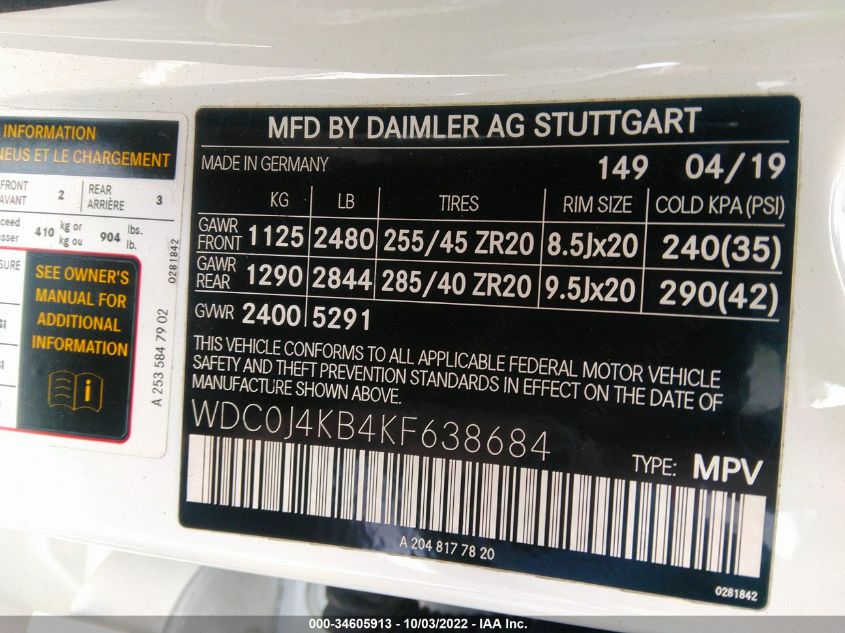 INFORMATION
NEUS ET LE CHARGEMENT
FRONT
AVANT 2 REAR
ARRIÈRE 3
410 kg or
kg ou 904 lbs.
lb.
0281842
SEE OWNER'S
MANUAL FOR
ADDITIONAL
INFORMATION
i
A 253 584 79 02
MFD BY DAIMLER AG STUTTGART
MADE IN GERMANY 149 04/19
KG LB TIRES RIM SIZE COLD KPA (PSI)
GAWR
FRONT 1125 2480 255/45 ZR20 8.5Jx20 240(35)
GAWR
REAR 1290 2844 285/40 ZR20 9.5Jx20 290(42)
GVWR 2400 5291
THIS VEHICLE CONFORMS TO ALL APPLICABLE FEDERAL MOTOR VEHICLE
SAFETY AND THEFT PREVENTION STANDARDS IN EFFECT ON THE DATE OF
MANUFACTURE SHOWN ABOVE.
WDC0J4KB4KF638684
TYPE: MPV
A 204 817 78 20
0281842
000-34605913 - 10/03/2022 - IAA Inc.